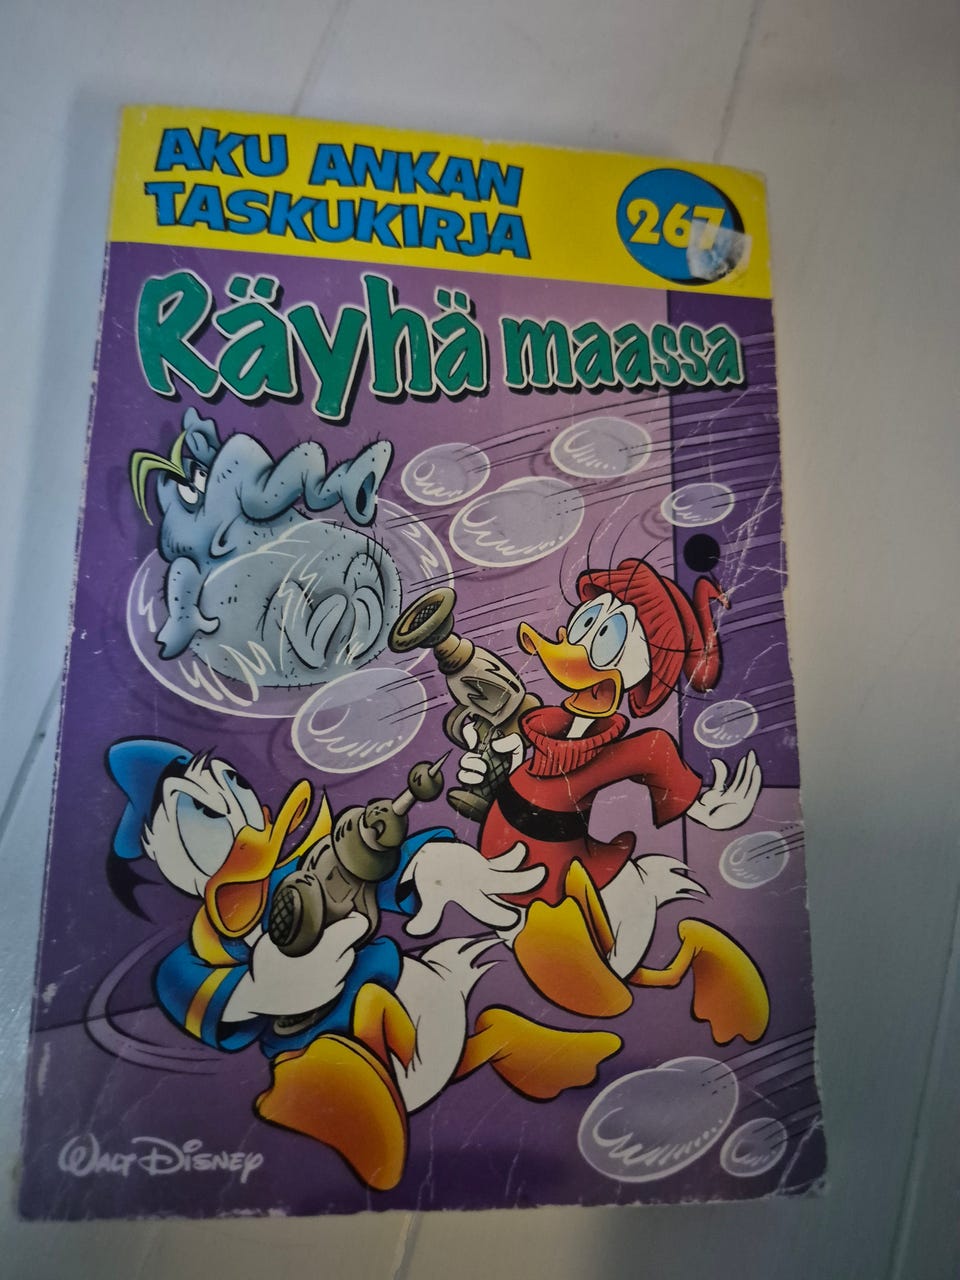 AKU ANKAN
TASKUKIRJA
267
Räyhä maassa
WALT DISNEY